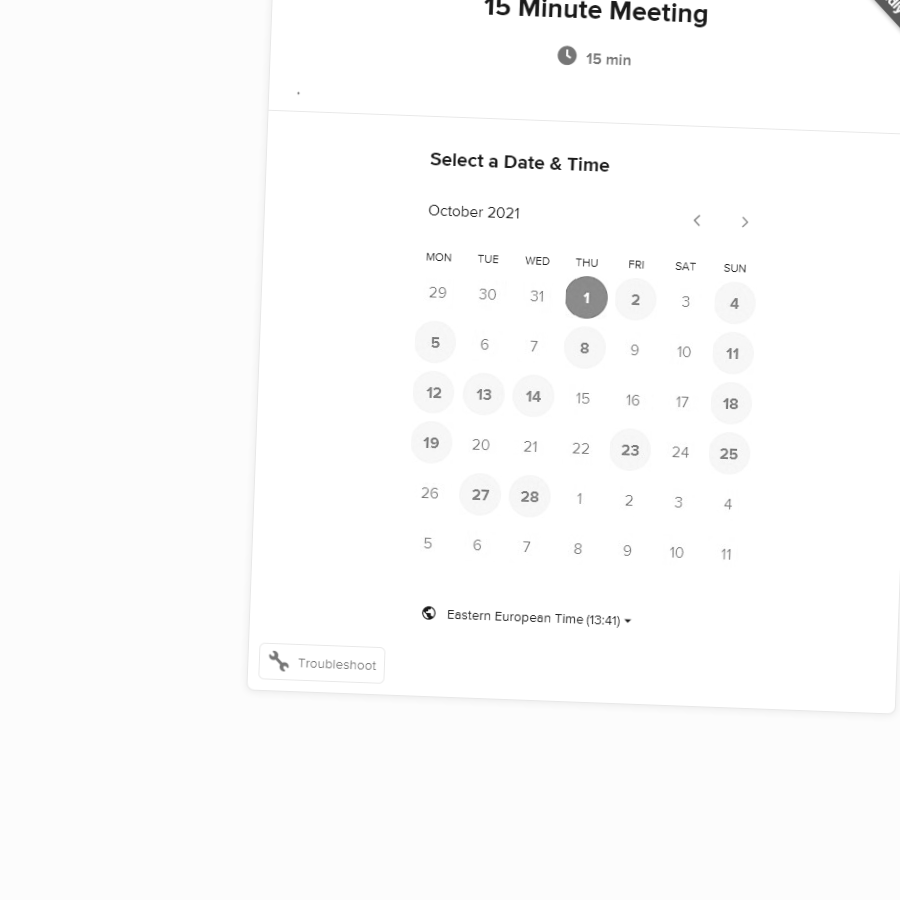 15 Minute Meeting
15 min
.
Select a Date & Time
October 2021
MON TUE WED THU FRI SAT SUN
29 30 31 1 2 3 4
5 6 7 8 9 10 11
12 13 14 15 16 17 18
19 20 21 22 23 24 25
26 27 28 1 2 3 4
5 6 7 8 9 10 11
Eastern European Time (13:41)
Troubleshoot